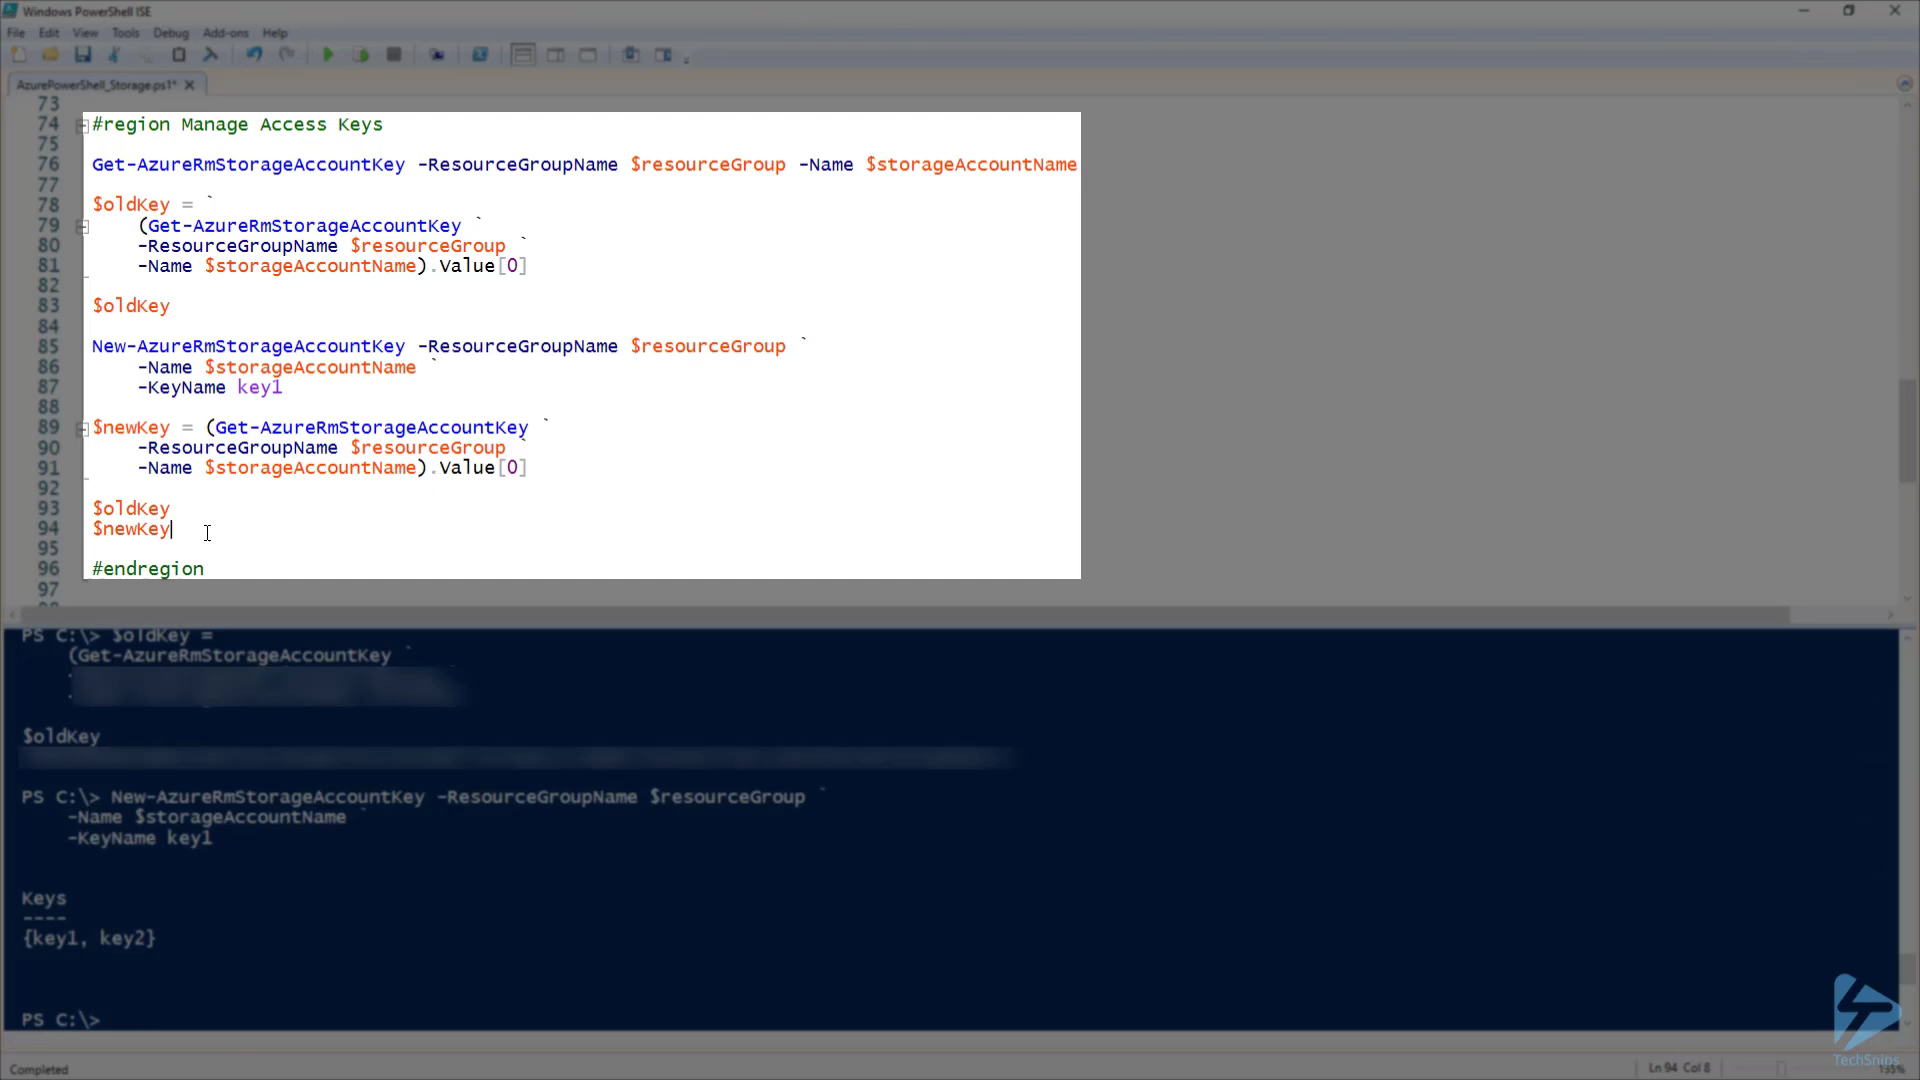 Windows PowerShell ISE
File Edit View Tools Debug Add-ons Help
AzurePowerShell_Storage.ps1* X
73
74 #region Manage Access Keys
75
76 Get-AzureRmStorageAccountKey -ResourceGroupName $resourceGroup -Name $storageAccountName
77
78 $oldKey = `
79 (Get-AzureRmStorageAccountKey `
80 -ResourceGroupName $resourceGroup `
81 -Name $storageAccountName).Value[0]
82
83 $oldKey
84
85 New-AzureRmStorageAccountKey -ResourceGroupName $resourceGroup `
86 -Name $storageAccountName `
87 -KeyName key1
88
89 $newKey = (Get-AzureRmStorageAccountKey `
90 -ResourceGroupName $resourceGroup `
91 -Name $storageAccountName).Value[0]
92
93 $oldKey
94 $newKey
95
96 #endregion
97
PS C:\> $oldKey =
(Get-AzureRmStorageAccountKey `
$oldKey
PS C:\> New-AzureRmStorageAccountKey -ResourceGroupName $resourceGroup `
-Name $storageAccountName `
-KeyName key1
Keys
----
{key1, key2}
PS C:\>
TechSnips
Completed Ln 94 Col 8 135%